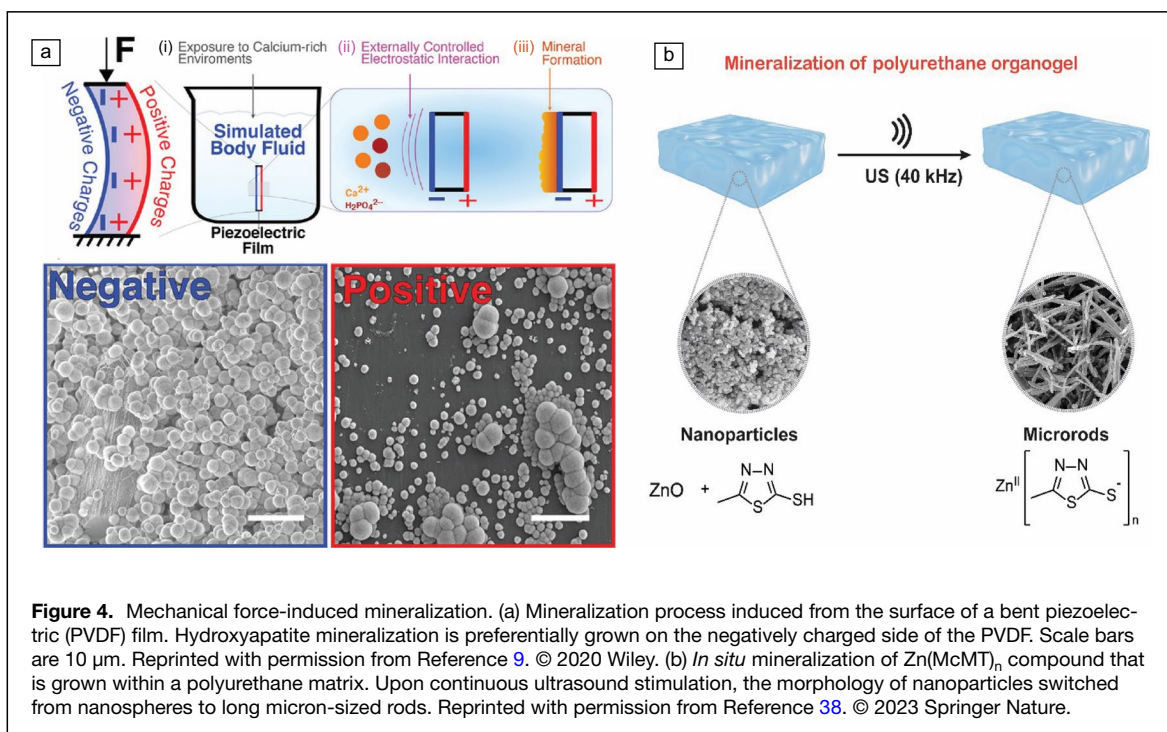 a
F
Negative Charges
Positive Charges
(i) Exposure to Calcium-rich
Enviroments
Simulated
Body Fluid
Piezoelectric
Film
(ii) Externally Controlled
Electrostatic Interaction
(iii) Mineral
Formation
Ca²⁺
H₂PO₄²⁻
− +
− +
Negative
Positive
b
Mineralization of polyurethane organogel
US (40 kHz)
Nanoparticles
Microrods
ZnO +
N–N
S
SH
Znᴵᴵ
N–N
S
S⁻
n
Figure 4. Mechanical force-induced mineralization. (a) Mineralization process induced from the surface of a bent piezoelec-
tric (PVDF) film. Hydroxyapatite mineralization is preferentially grown on the negatively charged side of the PVDF. Scale bars
are 10 µm. Reprinted with permission from Reference 9. © 2020 Wiley. (b) In situ mineralization of Zn(McMT)ₙ compound that
is grown within a polyurethane matrix. Upon continuous ultrasound stimulation, the morphology of nanoparticles switched
from nanospheres to long micron-sized rods. Reprinted with permission from Reference 38. © 2023 Springer Nature.